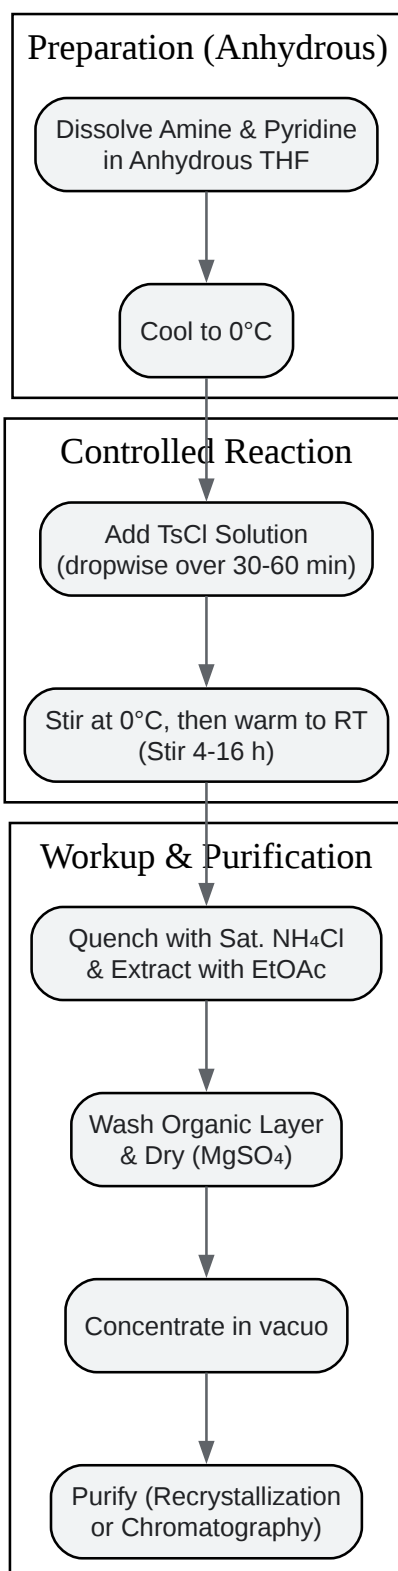 Preparation (Anhydrous)
Dissolve Amine & Pyridine
in Anhydrous THF
Cool to 0°C
Controlled Reaction
Add TsCl Solution
(dropwise over 30-60 min)
Stir at 0°C, then warm to RT
(Stir 4-16 h)
Workup & Purification
Quench with Sat. NH₄Cl
& Extract with EtOAc
Wash Organic Layer
& Dry (MgSO₄)
Concentrate in vacuo
Purify (Recrystallization
or Chromatography)